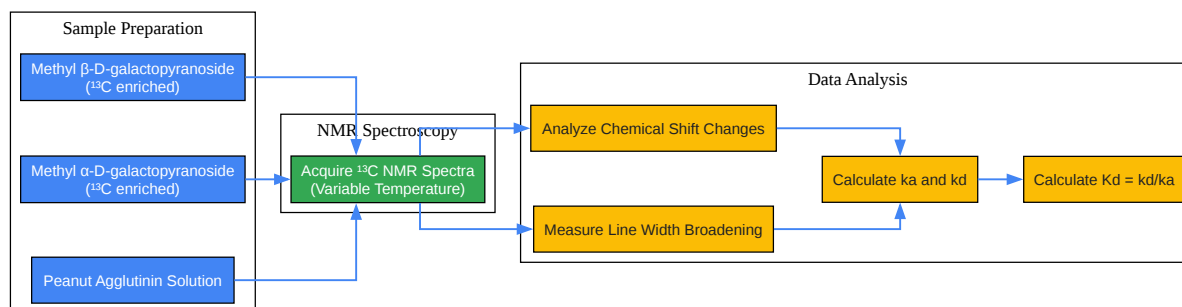 Sample Preparation
Methyl β-D-galactopyranoside
(¹³C enriched)
Methyl α-D-galactopyranoside
(¹³C enriched)
Peanut Agglutinin Solution
NMR Spectroscopy
Acquire ¹³C NMR Spectra
(Variable Temperature)
Data Analysis
Analyze Chemical Shift Changes
Measure Line Width Broadening
Calculate ka and kd
Calculate Kd = kd/ka